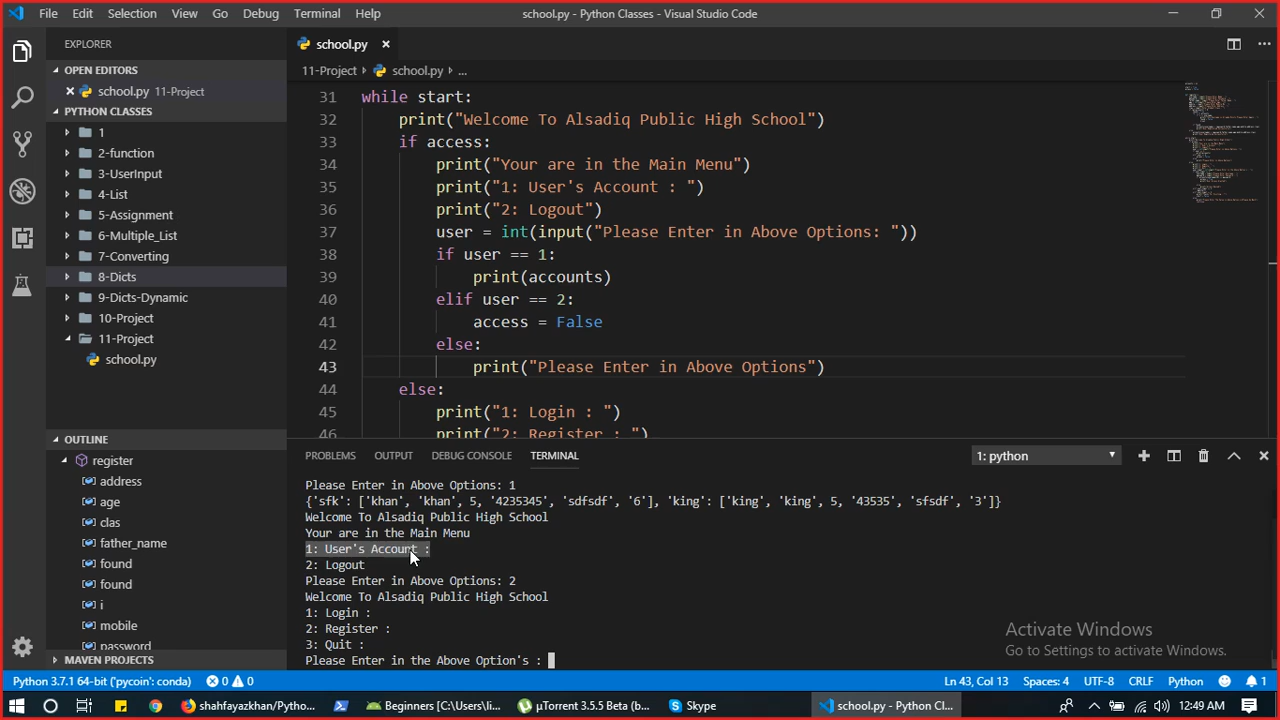 File Edit Selection View Go Debug Terminal Help
school.py - Python Classes - Visual Studio Code
EXPLORER
OPEN EDITORS
school.py 11-Project
PYTHON CLASSES
1
2-function
3-UserInput
4-List
5-Assignment
6-Multiple_List
7-Converting
8-Dicts
9-Dicts-Dynamic
10-Project
11-Project
school.py
OUTLINE
register
address
age
clas
father_name
found
found
i
mobile
password
MAVEN PROJECTS
school.py
11-Project school.py ...
31 while start:
32 print("Welcome To Alsadiq Public High School")
33 if access:
34 print("Your are in the Main Menu")
35 print("1: User's Account : ")
36 print("2: Logout")
37 user = int(input("Please Enter in Above Options: "))
38 if user == 1:
39 print(accounts)
40 elif user == 2:
41 access = False
42 else:
43 print("Please Enter in Above Options")
44 else:
45 print("1: Login : ")
46 print("2: Register : ")
PROBLEMS OUTPUT DEBUG CONSOLE TERMINAL 1: python
Please Enter in Above Options: 1
{'sfk': ['khan', 'khan', 5, '4235345', 'sdfsdf', '6'], 'king': ['king', 'king', 5, '43535', 'sfsdf', '3']}
Welcome To Alsadiq Public High School
Your are in the Main Menu
1: User's Account :
2: Logout
Please Enter in Above Options: 2
Welcome To Alsadiq Public High School
1: Login :
2: Register :
3: Quit :
Please Enter in the Above Option's :
Activate Windows
Go to Settings to activate Windows.
Python 3.7.1 64-bit ('pycoin': conda) 0 0 Ln 43, Col 13 Spaces: 4 UTF-8 CRLF Python 1
shahfayazkhan/Pytho... Beginners [C:\Users\li... µTorrent 3.5.5 Beta (b... Skype school.py - Python Cl... 12:49 AM